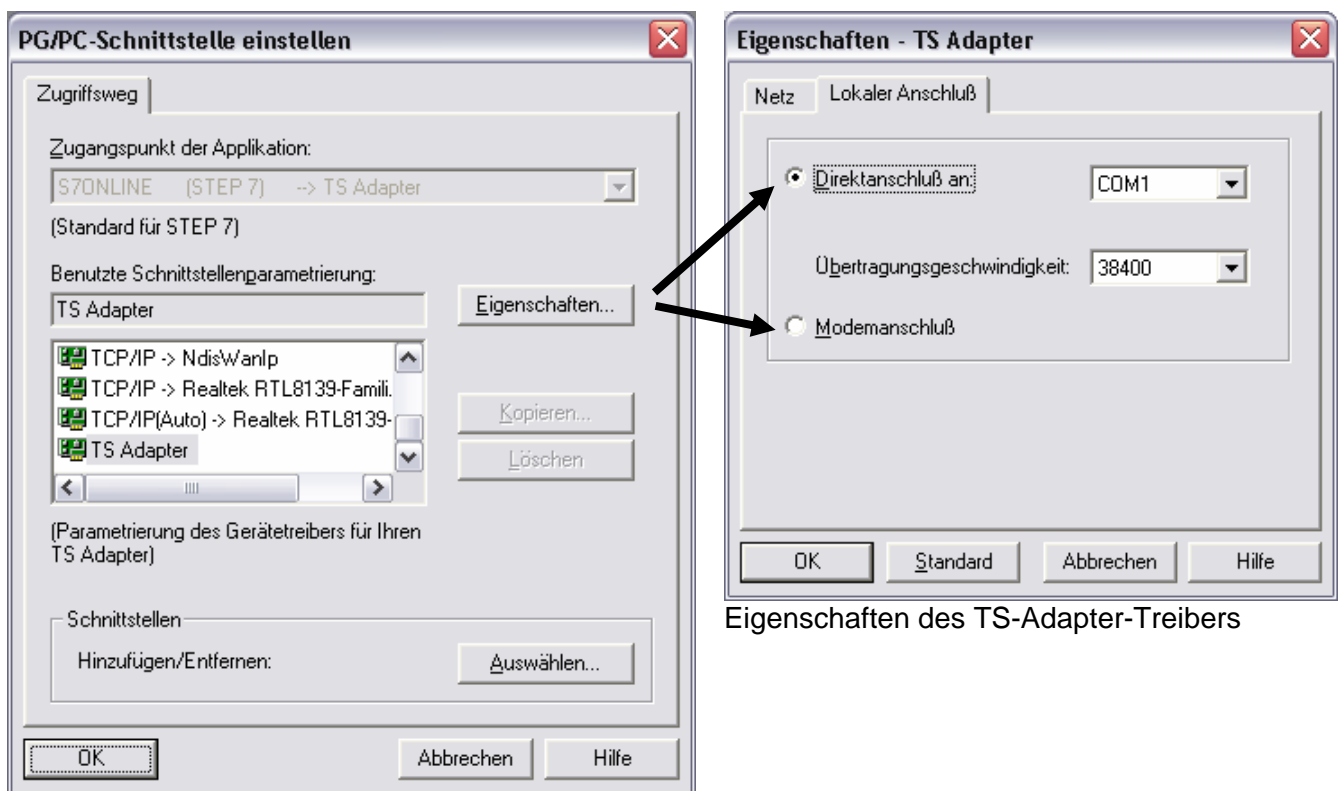 PG/PC-Schnittstelle einstellen
Zugriffsweg
Zugangspunkt der Applikation:
S7ONLINE (STEP 7) --> TS Adapter
(Standard für STEP 7)
Benutzte Schnittstellenparametrierung:
TS Adapter
Eigenschaften...
TCP/IP -> NdisWanIp
TCP/IP -> Realtek RTL8139-Famili.
TCP/IP(Auto) -> Realtek RTL8139-
TS Adapter
Kopieren...
Löschen
(Parametrierung des Gerätetreibers für Ihren
TS Adapter)
Schnittstellen
Hinzufügen/Entfernen:
Auswählen...
OK
Abbrechen
Hilfe
Eigenschaften - TS Adapter
Netz
Lokaler Anschluß
Direktanschluß an:
COM1
Übertragungsgeschwindigkeit:
38400
Modemanschluß
OK
Standard
Abbrechen
Hilfe
Eigenschaften des TS-Adapter-Treibers